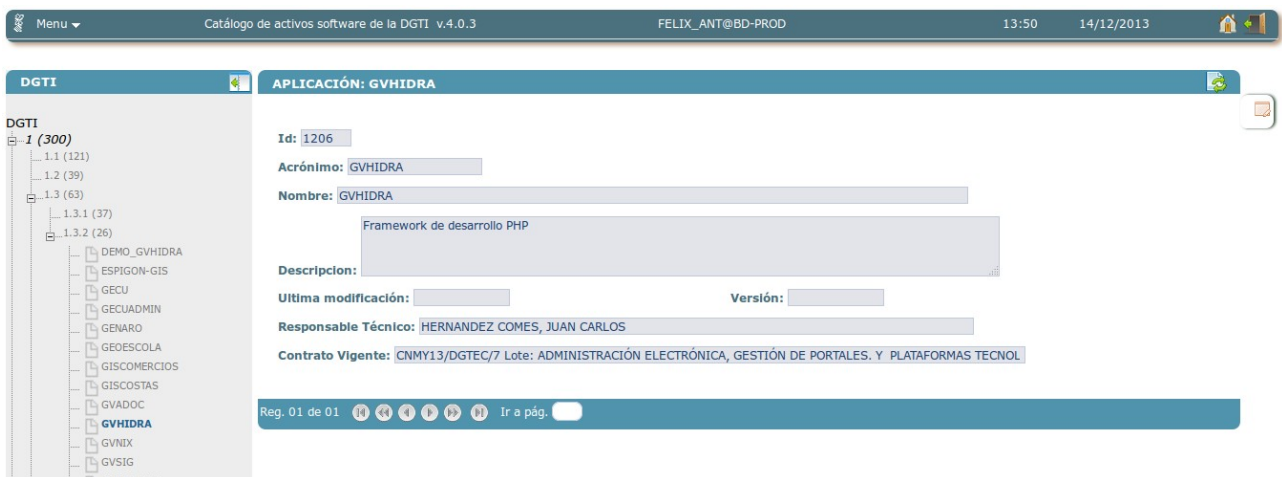 Menu Catálogo de activos software de la DGTI v.4.0.3 FELIX_ANT@BD-PROD 13:50 14/12/2013
DGTI
APLICACIÓN: GVHIDRA
DGTI
1 (300)
1.1 (121)
1.2 (39)
1.3 (63)
1.3.1 (37)
1.3.2 (26)
DEMO_GVHIDRA
ESPIGON-GIS
GECU
GECUADMIN
GENARO
GEOESCOLA
GISCOMERCIOS
GISCOSTAS
GVADOC
GVHIDRA
GVNIX
GVSIG
Id: 1206
Acrónimo: GVHIDRA
Nombre: GVHIDRA
Descripcion: Framework de desarrollo PHP
Ultima modificación: Versión:
Responsable Técnico: HERNANDEZ COMES, JUAN CARLOS
Contrato Vigente: CNMY13/DGTEC/7 Lote: ADMINISTRACIÓN ELECTRÓNICA, GESTIÓN DE PORTALES. Y PLATAFORMAS TECNOL
Reg. 01 de 01 Ir a pág.